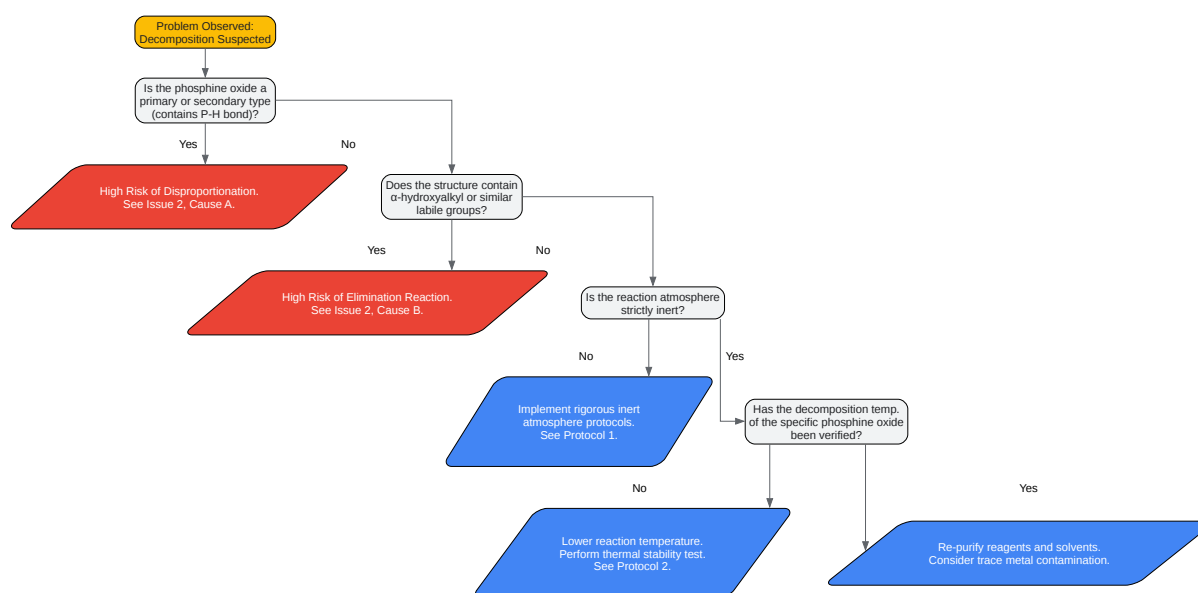 Problem Observed:
Decomposition Suspected
Is the phosphine oxide a
primary or secondary type
(contains P-H bond)?
Yes
No
High Risk of Disproportionation.
See Issue 2, Cause A.
Does the structure contain
α-hydroxyalkyl or similar
labile groups?
Yes
No
High Risk of Elimination Reaction.
See Issue 2, Cause B.
Is the reaction atmosphere
strictly inert?
No
Yes
Implement rigorous inert
atmosphere protocols.
See Protocol 1.
Has the decomposition temp.
of the specific phosphine oxide
been verified?
No
Yes
Lower reaction temperature.
Perform thermal stability test.
See Protocol 2.
Re-purify reagents and solvents.
Consider trace metal contamination.